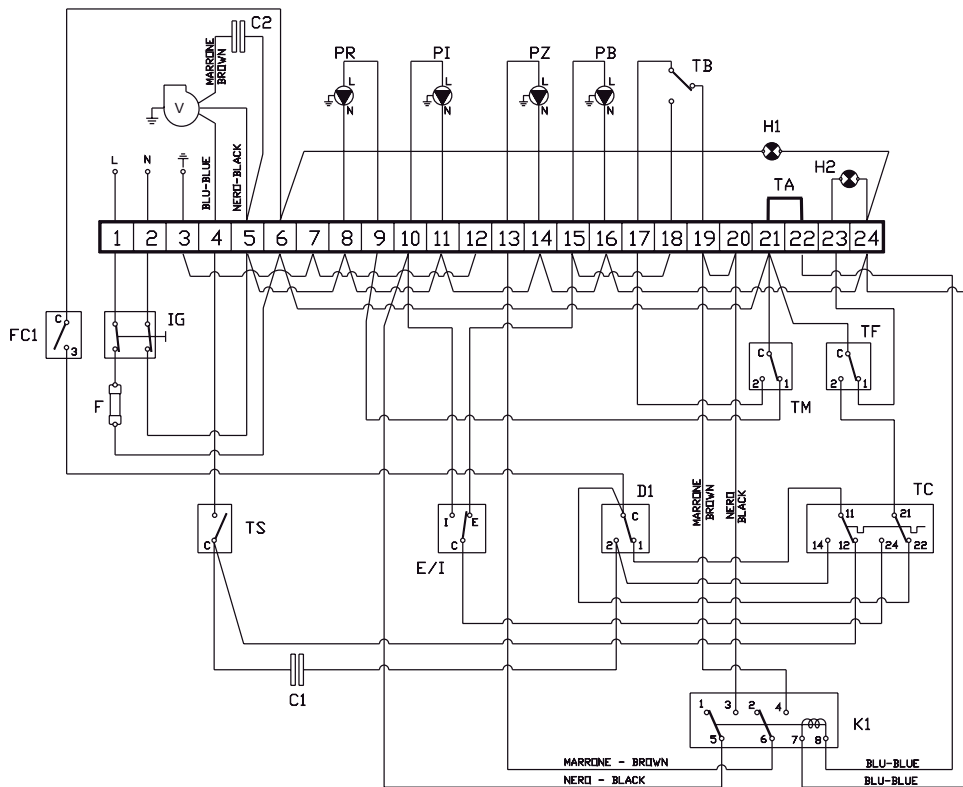 C2
MARRONE
BROWN
PR
PI
PZ
PB
TB
L
L
L
L
V
N
N
N
N
H1
L
N
BLU-BLUE
NERO-BLACK
TA
H2
1 2 3 4 5 6 7 8 9 10 11 12 13 14 15 16 17 18 19 20 21 22 23 24
FC1
C
3
IG
C
2 1
TM
C
2 1
TF
F
MARRONE
BROWN
NERO
BLACK
D1
TC
C
TS
I E
C
E/I
C
2 1
11 21
14 12 24 22
C1
1 3 2 4
5 6 7 8
K1
MARRONE - BROWN
BLU-BLUE
NERO - BLACK
BLU-BLUE